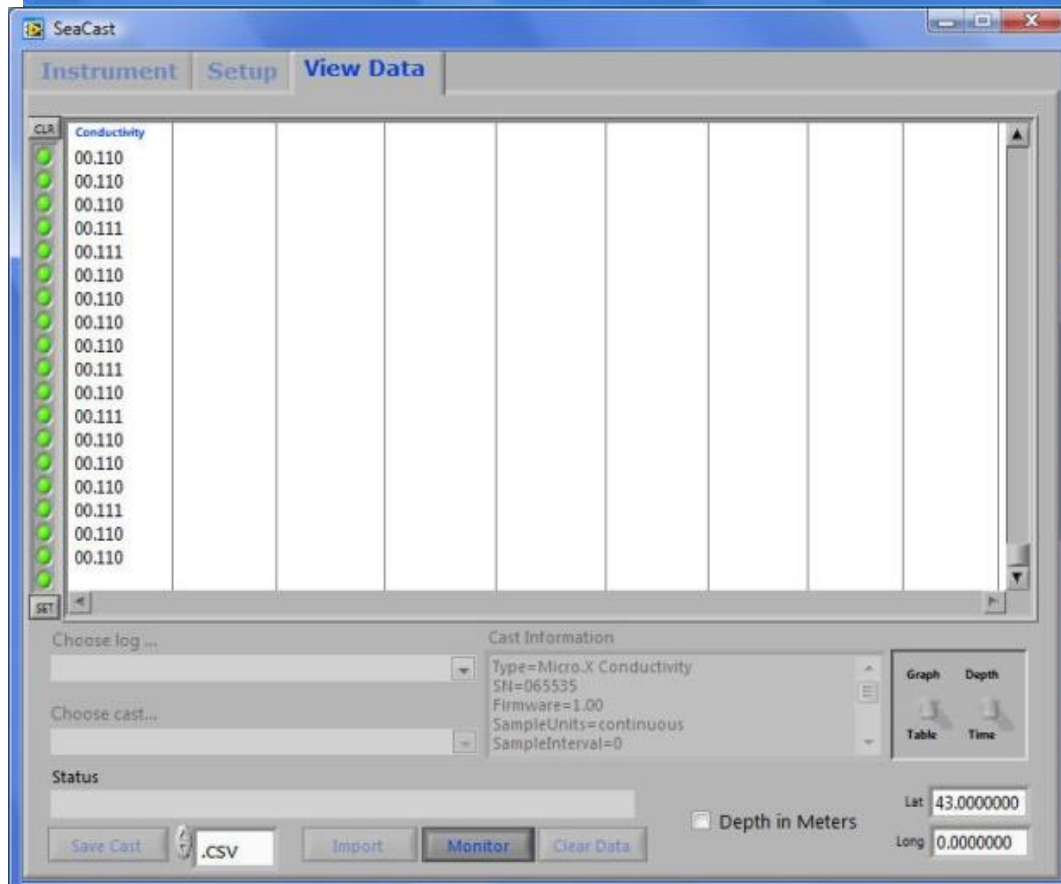 SeaCast
Instrument Setup View Data
CLR Conductivity
00.110
00.110
00.110
00.111
00.111
00.110
00.110
00.110
00.110
00.111
00.110
00.111
00.110
00.110
00.110
00.111
00.110
00.110
SET
Choose log ...
Choose cast...
Cast Information
Type=Micro.X Conductivity
SN=065535
Firmware=1.00
SampleUnits=continuous
SampleInterval=0
Graph Depth
Table Time
Status
Save Cast .csv Import Monitor Clear Data
Depth in Meters
Lat 43.0000000
Long 0.0000000